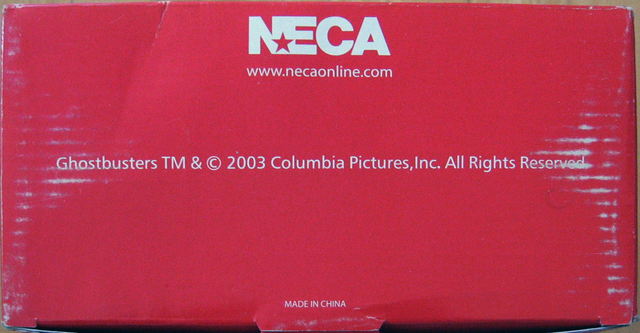 NECA
www.necaonline.com
Ghostbusters TM & © 2003 Columbia Pictures,Inc. All Rights Reserved.
MADE IN CHINA